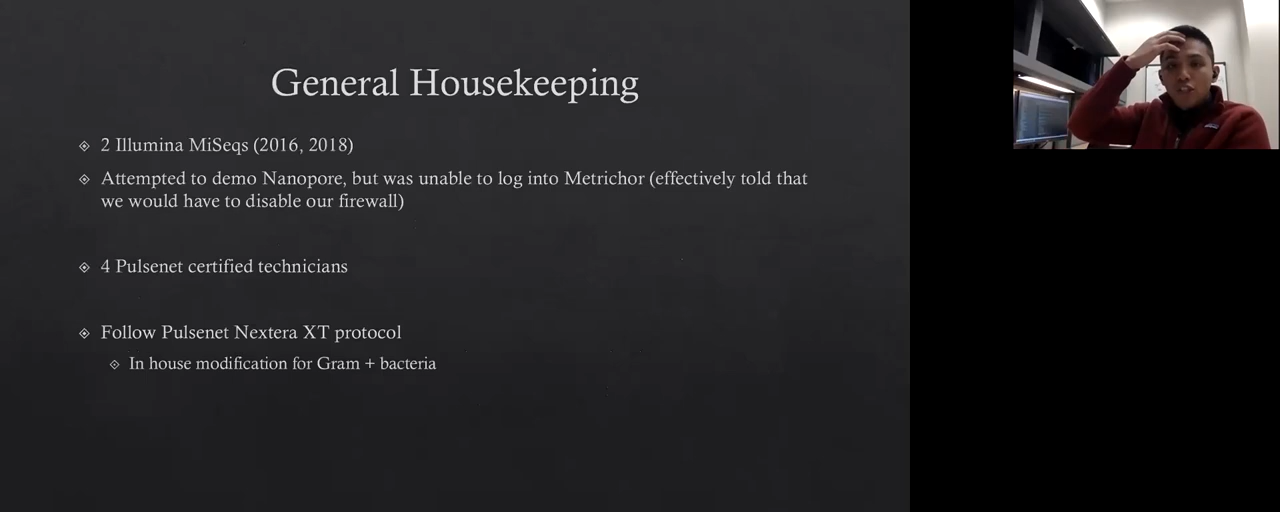 General Housekeeping
2 Illumina MiSeqs (2016, 2018)
Attempted to demo Nanopore, but was unable to log into Metrichor (effectively told that
we would have to disable our firewall)
4 Pulsenet certified technicians
Follow Pulsenet Nextera XT protocol
In house modification for Gram + bacteria